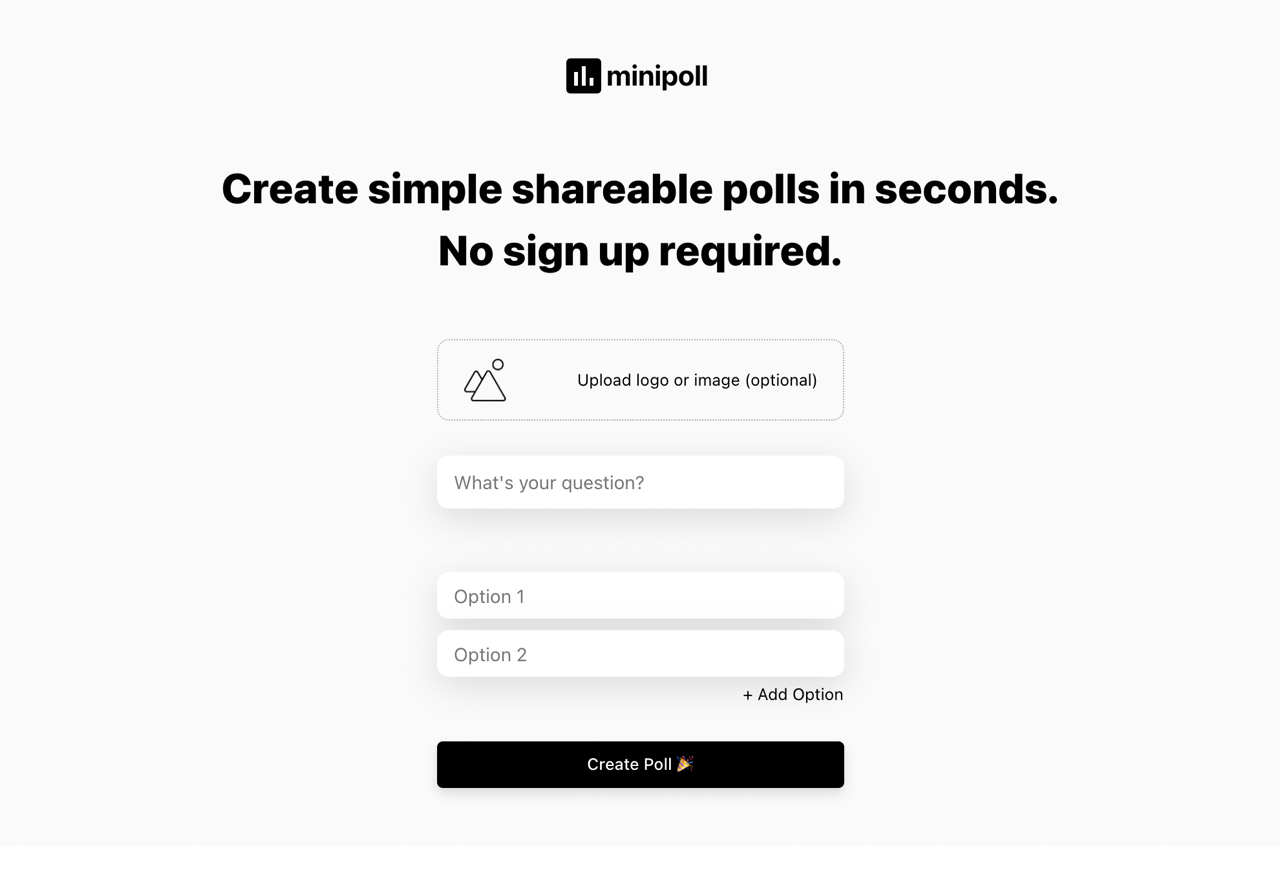 minipoll
Create simple shareable polls in seconds.
No sign up required.
Upload logo or image (optional)
What's your question?
Option 1
Option 2
+ Add Option
Create Poll 🎉